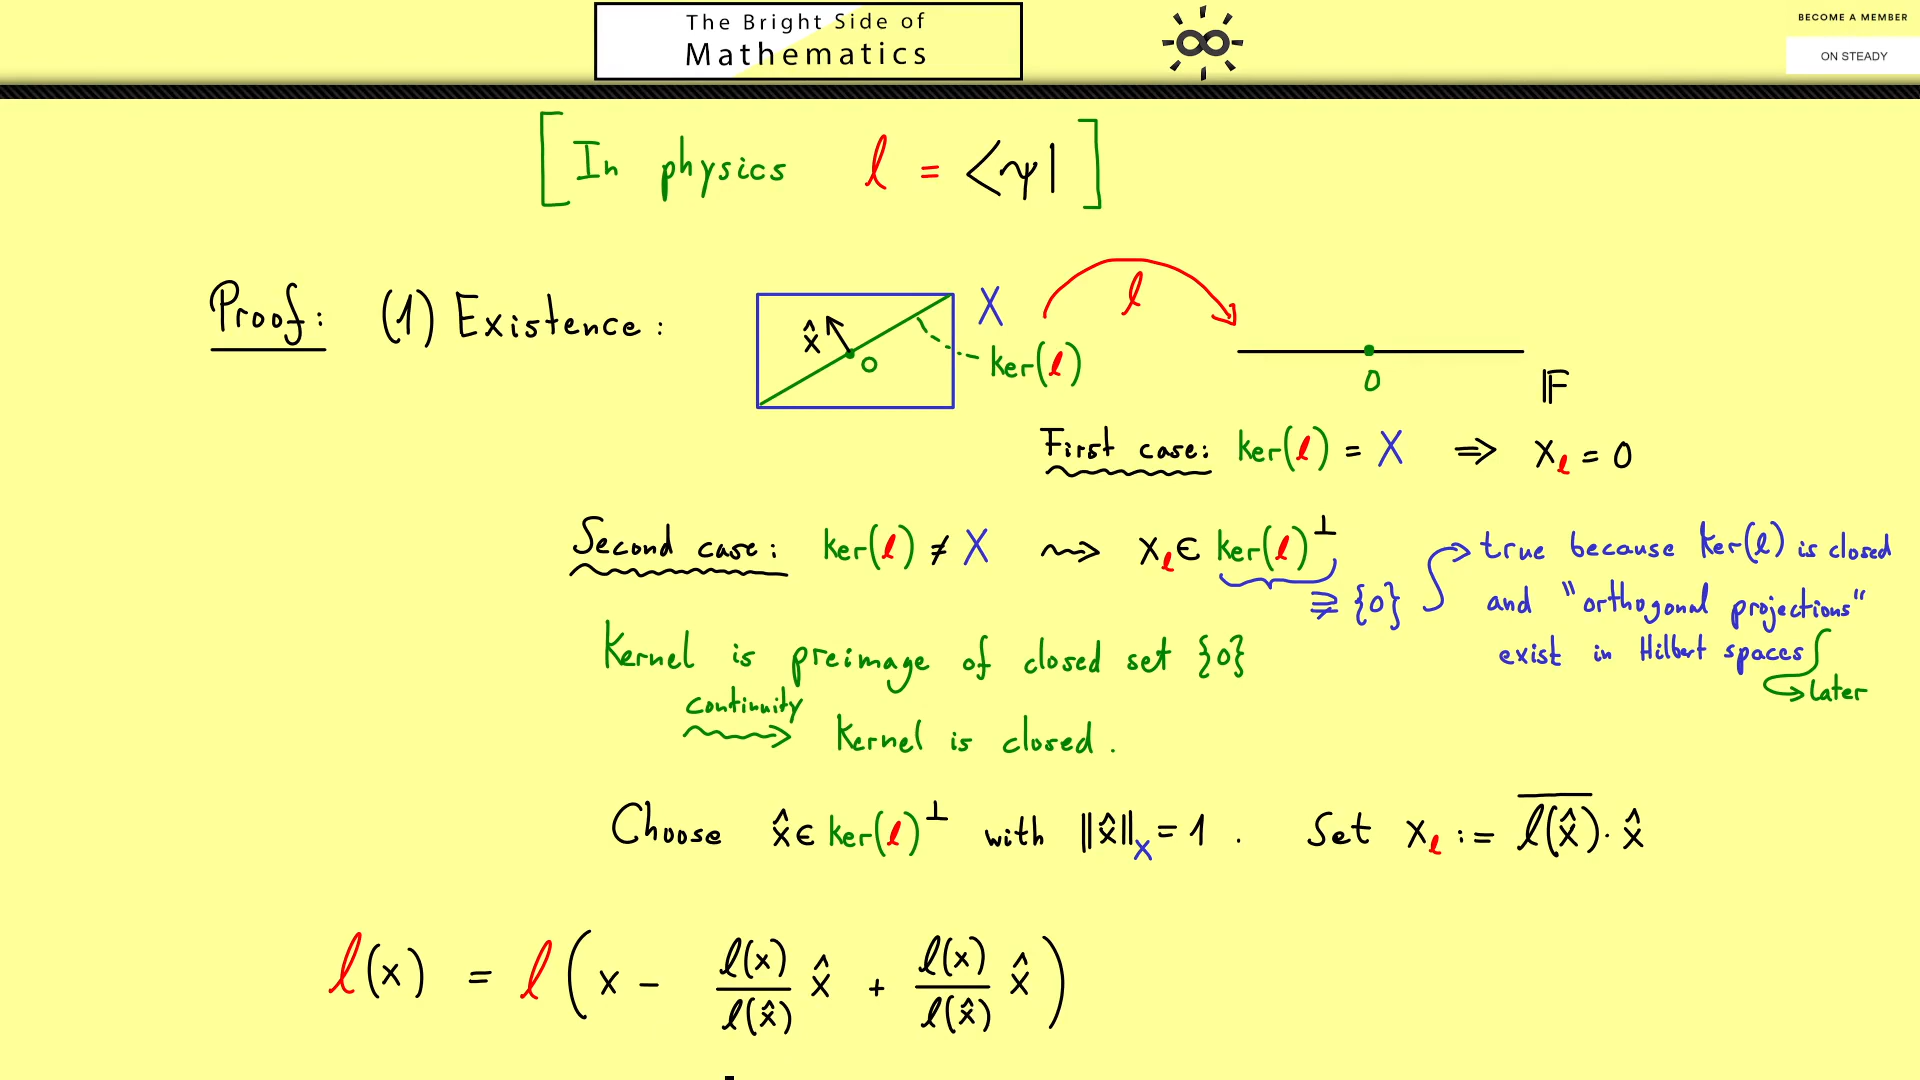 The Bright Side of
Mathematics
BECOME A MEMBER
ON STEADY
[In physics ℓ = <ψ|]
Proof: (1) Existence:
X
ℓ
x̂
0
ker(ℓ)
0
𝔽
First case: ker(ℓ) = X ⇒ x_ℓ = 0
Second case: ker(ℓ) ≠ X ⇝ x_ℓ ∈ ker(ℓ)^⊥
⊋ {0}
true because ker(ℓ) is closed
and "orthogonal projections"
exist in Hilbert spaces
later
Kernel is preimage of closed set {0}
continuity
⇝ Kernel is closed.
Choose x̂ ∈ ker(ℓ)^⊥ with ‖x̂‖_X = 1 . Set x_ℓ := \overline{ℓ(x̂)} · x̂
ℓ(x) = ℓ( x − ℓ(x)/ℓ(x̂) x̂ + ℓ(x)/ℓ(x̂) x̂ )